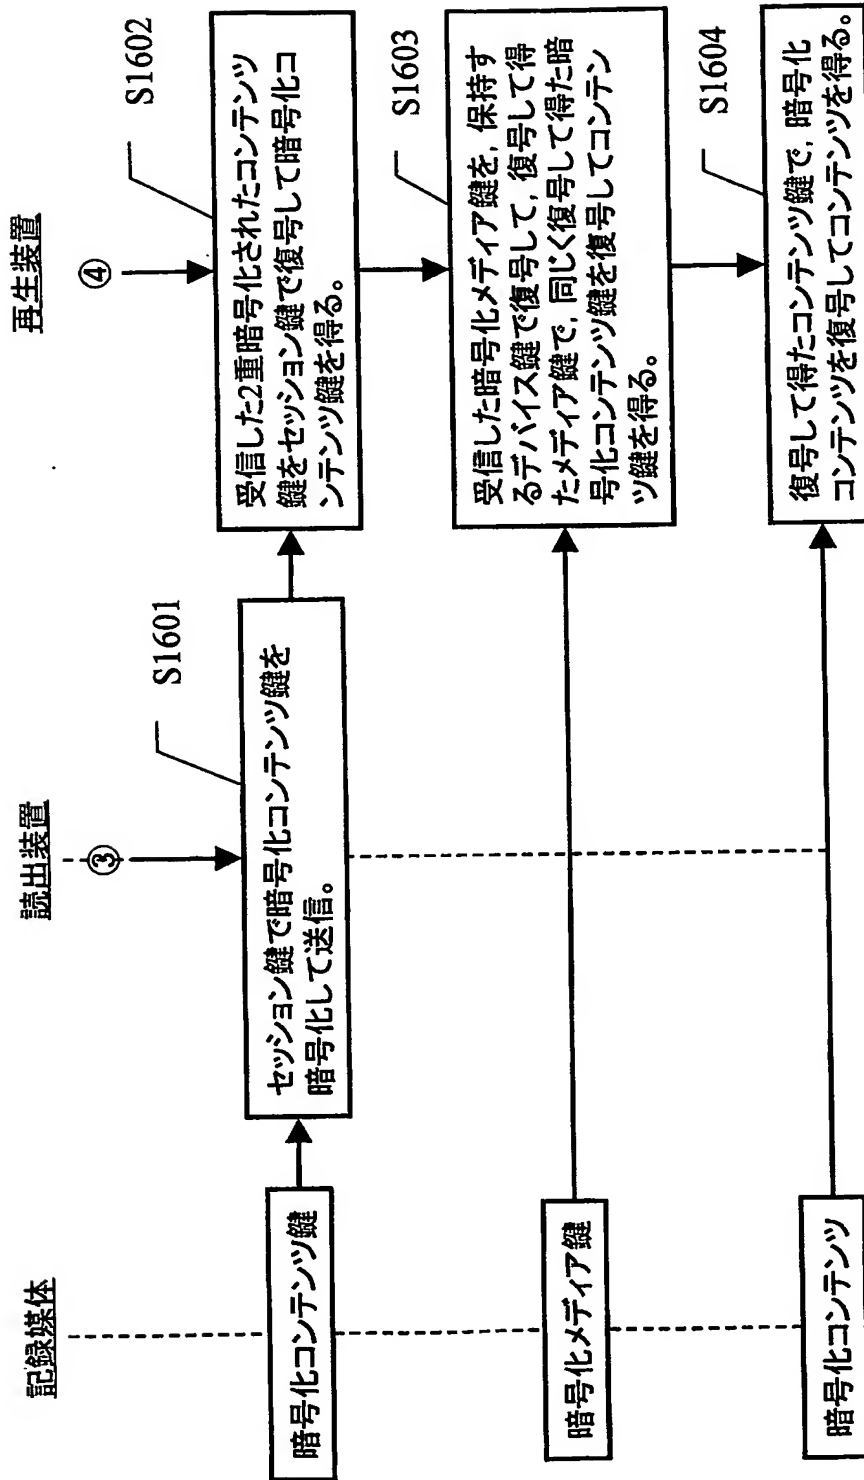 記録媒体
読出装置
再生装置
③
④
暗号化コンテンツ鍵
S1601
セッション鍵で暗号化コンテンツ鍵を
暗号化して送信。
S1602
受信した2重暗号化されたコンテンツ
鍵をセッション鍵で復号して暗号化コ
ンテンツ鍵を得る。
暗号化メディア鍵
S1603
受信した暗号化メディア鍵を, 保持す
るデバイス鍵で復号して, 復号して得
たメディア鍵で, 同じく復号して得た暗
号化コンテンツ鍵を復号してコンテン
ツ鍵を得る。
暗号化コンテンツ
S1604
復号して得たコンテンツ鍵で, 暗号化
コンテンツを復号してコンテンツを得る。